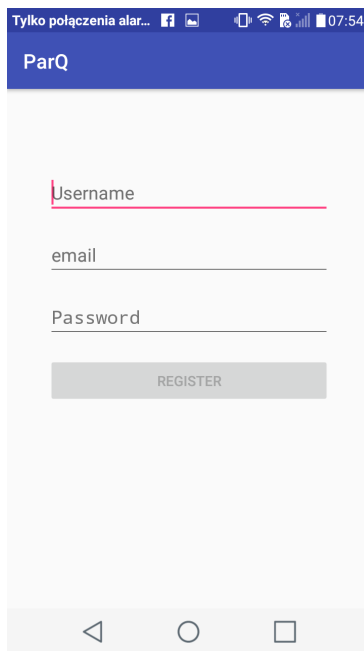 Tylko połączenia alar... 07:54
ParQ
Username
email
Password
REGISTER